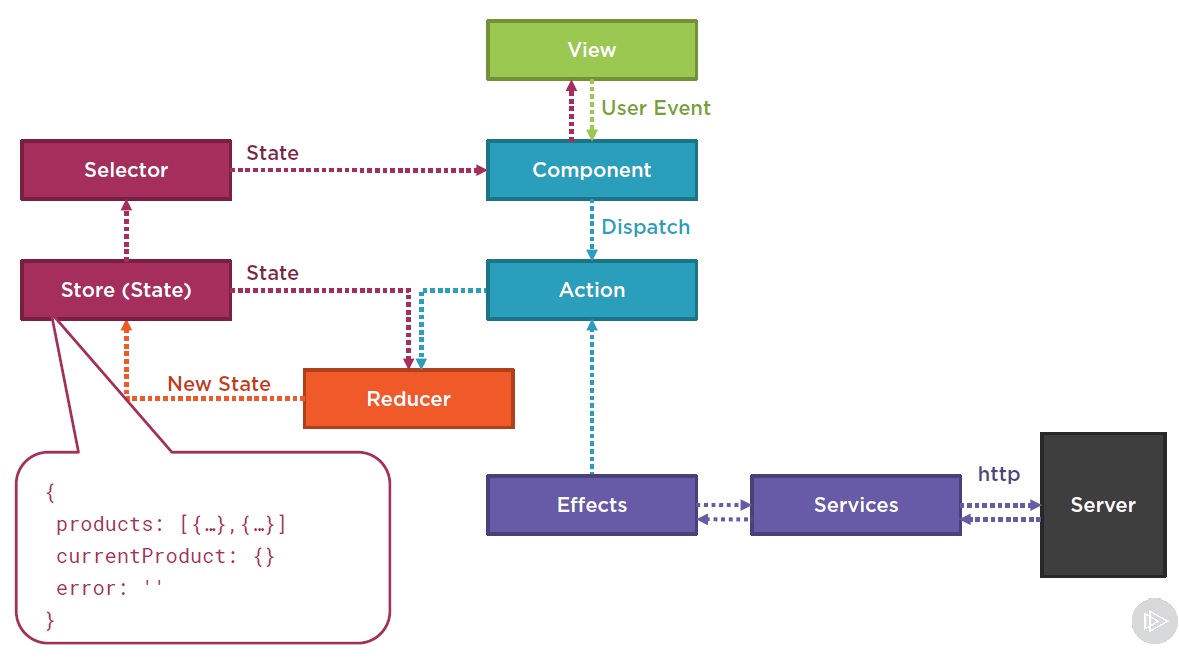 View
User Event
Selector
State
Component
Dispatch
Store (State)
State
Action
New State
Reducer
{
products: [{…},{…}]
currentProduct: {}
error: ''
}
Effects
Services
http
Server